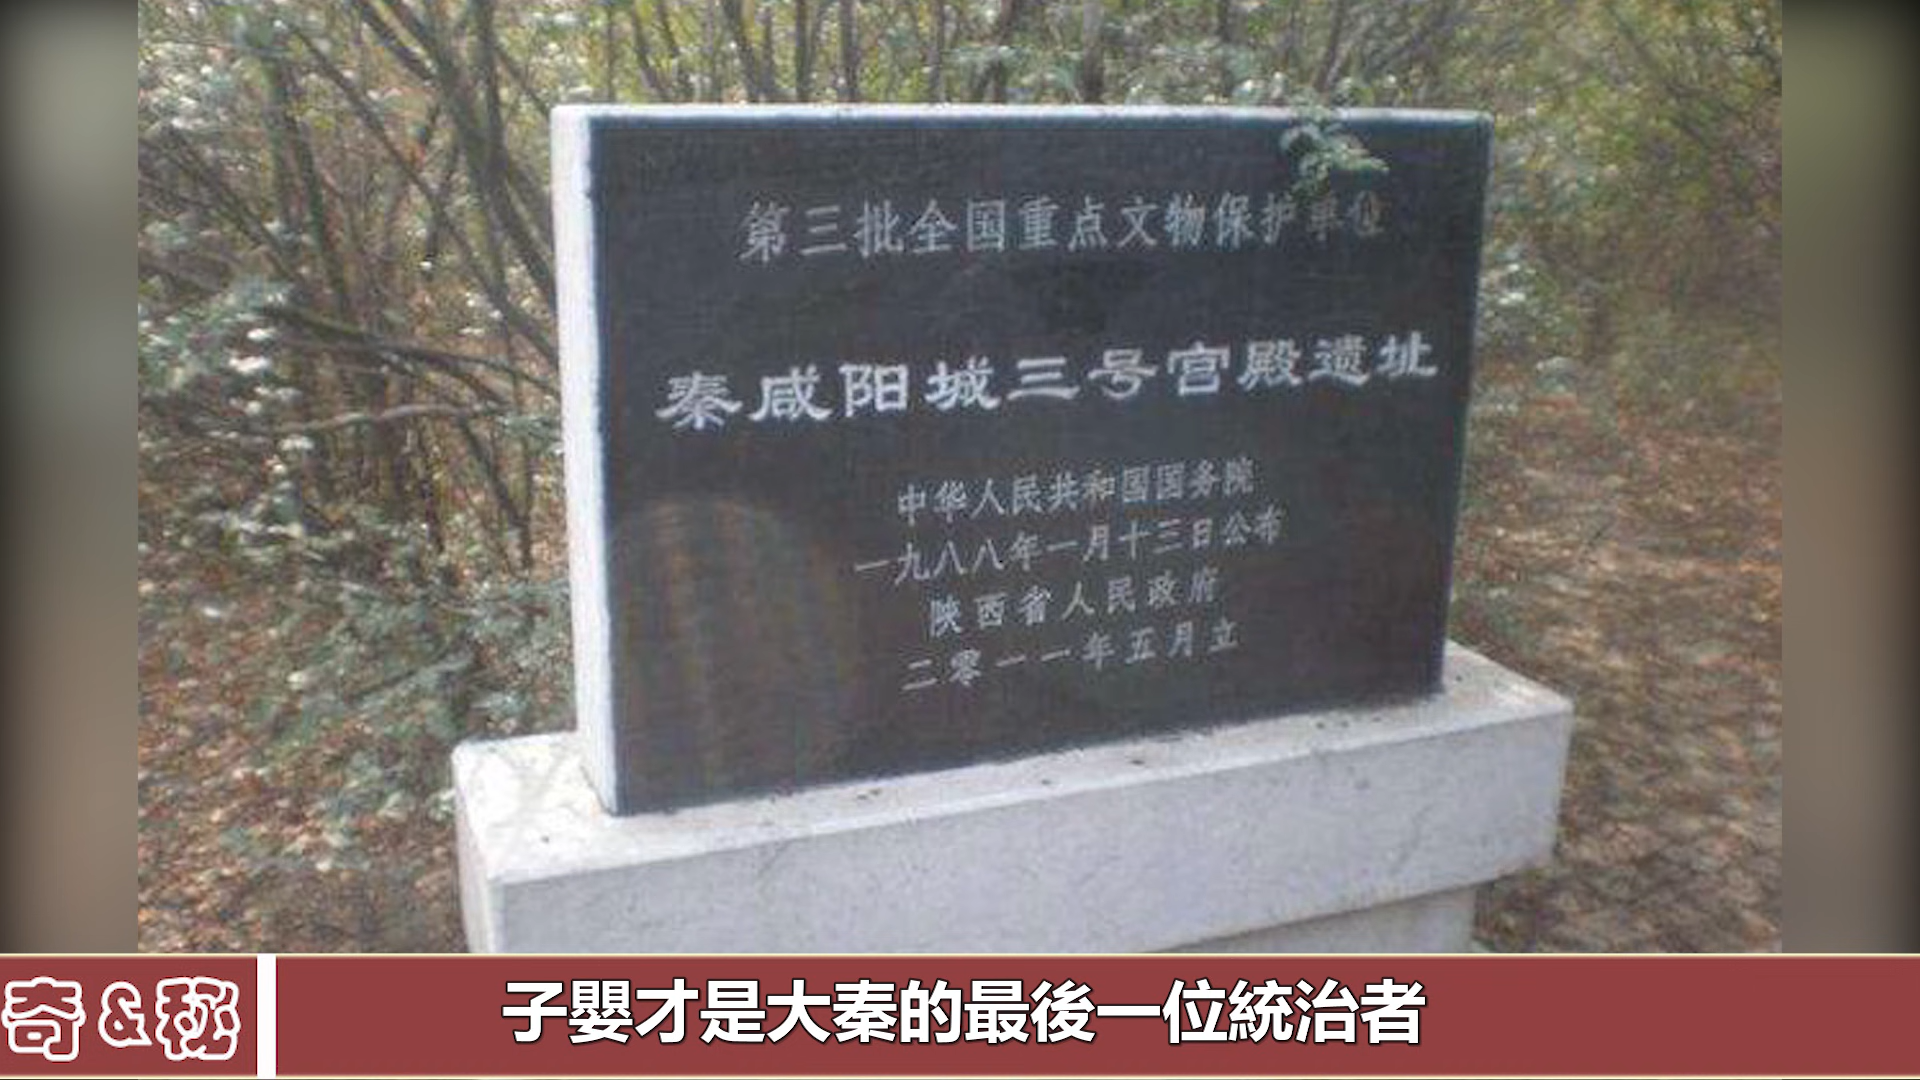 第三批全国重点文物保护单位
秦咸阳城三号宫殿遗址
中华人民共和国国务院
一九八八年一月十三日公布
陕西省人民政府
二零一一年五月立
奇&秘
子嬰才是大秦的最後一位統治者